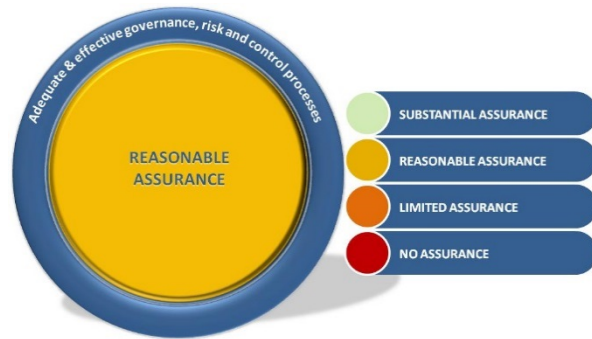 Adequate & effective governance, risk and control processes
REASONABLE
ASSURANCE
SUBSTANTIAL ASSURANCE
REASONABLE ASSURANCE
LIMITED ASSURANCE
NO ASSURANCE